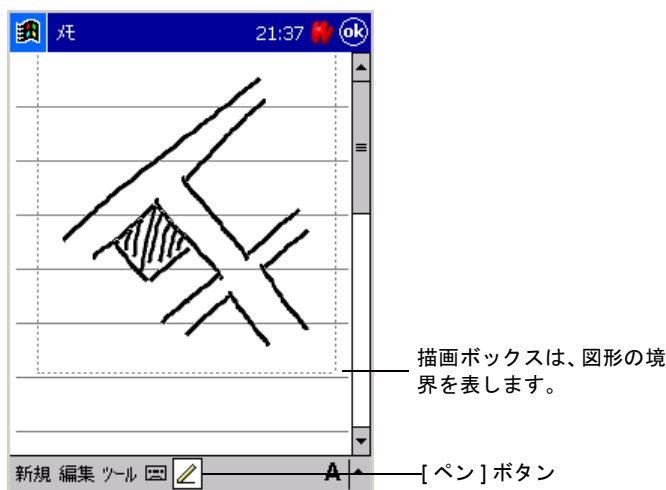 メモ 21:37 ok
描画ボックスは、図形の境
界を表します。
新規 編集 ツール A
[ペン]ボタン